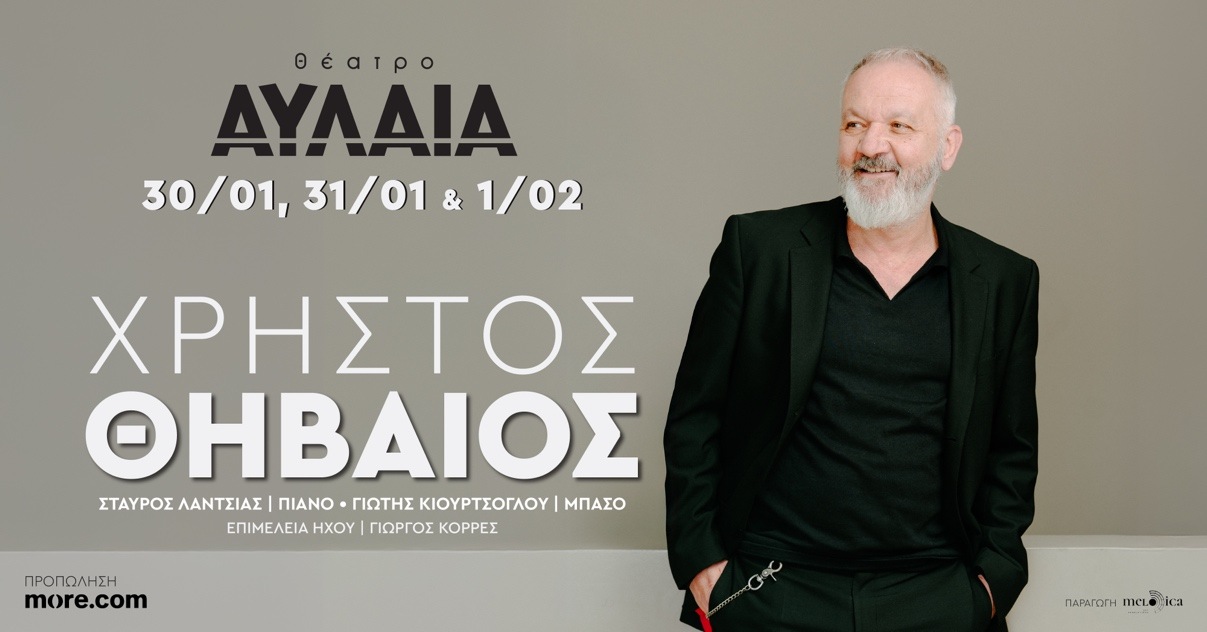 θέατρο
ΑΥΛΑΙΑ
30/01, 31/01 & 1/02
ΧΡΗΣΤΟΣ
ΘΗΒΑΙΟΣ
ΣΤΑΥΡΟΣ ΛΑΝΤΣΙΑΣ | ΠΙΑΝΟ • ΓΙΩΤΗΣ ΚΙΟΥΡΤΣΟΓΛΟΥ | ΜΠΑΣΟ
ΕΠΙΜΕΛΕΙΑ ΗΧΟΥ | ΓΙΩΡΓΟΣ ΚΟΡΡΕΣ
ΠΡΟΠΩΛΗΣΗ
more.com
ΠΑΡΑΓΩΓΗ melodica